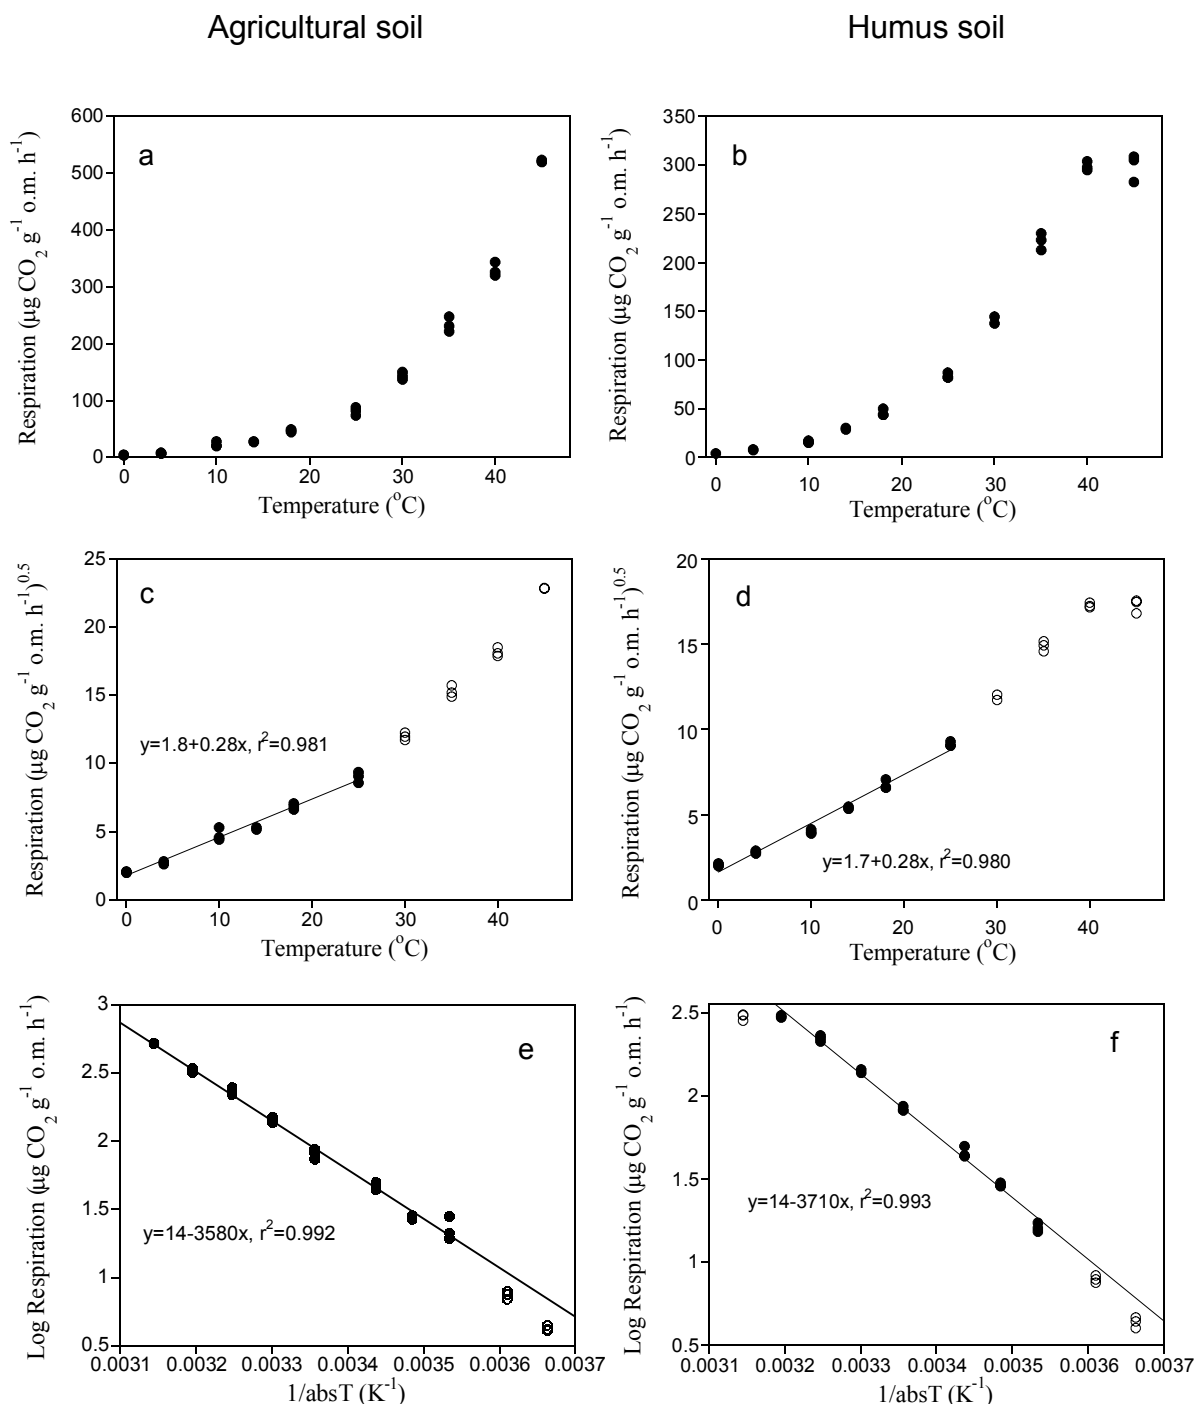 Agricultural soil
Humus soil
a
Respiration (µg CO2 g-1 o.m. h-1)
600
500
400
300
200
100
0
0 10 20 30 40
Temperature (oC)
b
Respiration (µg CO2 g-1 o.m. h-1)
350
300
250
200
150
100
50
0
0 10 20 30 40
Temperature (oC)
c
Respiration (µg CO2 g-1 o.m. h-1)0.5
25
20
15
10
5
0
y=1.8+0.28x, r2=0.981
0 10 20 30 40
Temperature (oC)
d
Respiration (µg CO2 g-1 o.m. h-1)0.5
20
15
10
5
0
y=1.7+0.28x, r2=0.980
0 10 20 30 40
Temperature (oC)
e
Log Respiration (µg CO2 g-1 o.m. h-1)
3
2.5
2
1.5
1
0.5
y=14-3580x, r2=0.992
0.0031 0.0032 0.0033 0.0034 0.0035 0.0036 0.0037
1/absT (K-1)
f
Log Respiration (µg CO2 g-1 o.m. h-1)
2.5
2
1.5
1
0.5
y=14-3710x, r2=0.993
0.0031 0.0032 0.0033 0.0034 0.0035 0.0036 0.0037
1/absT (K-1)